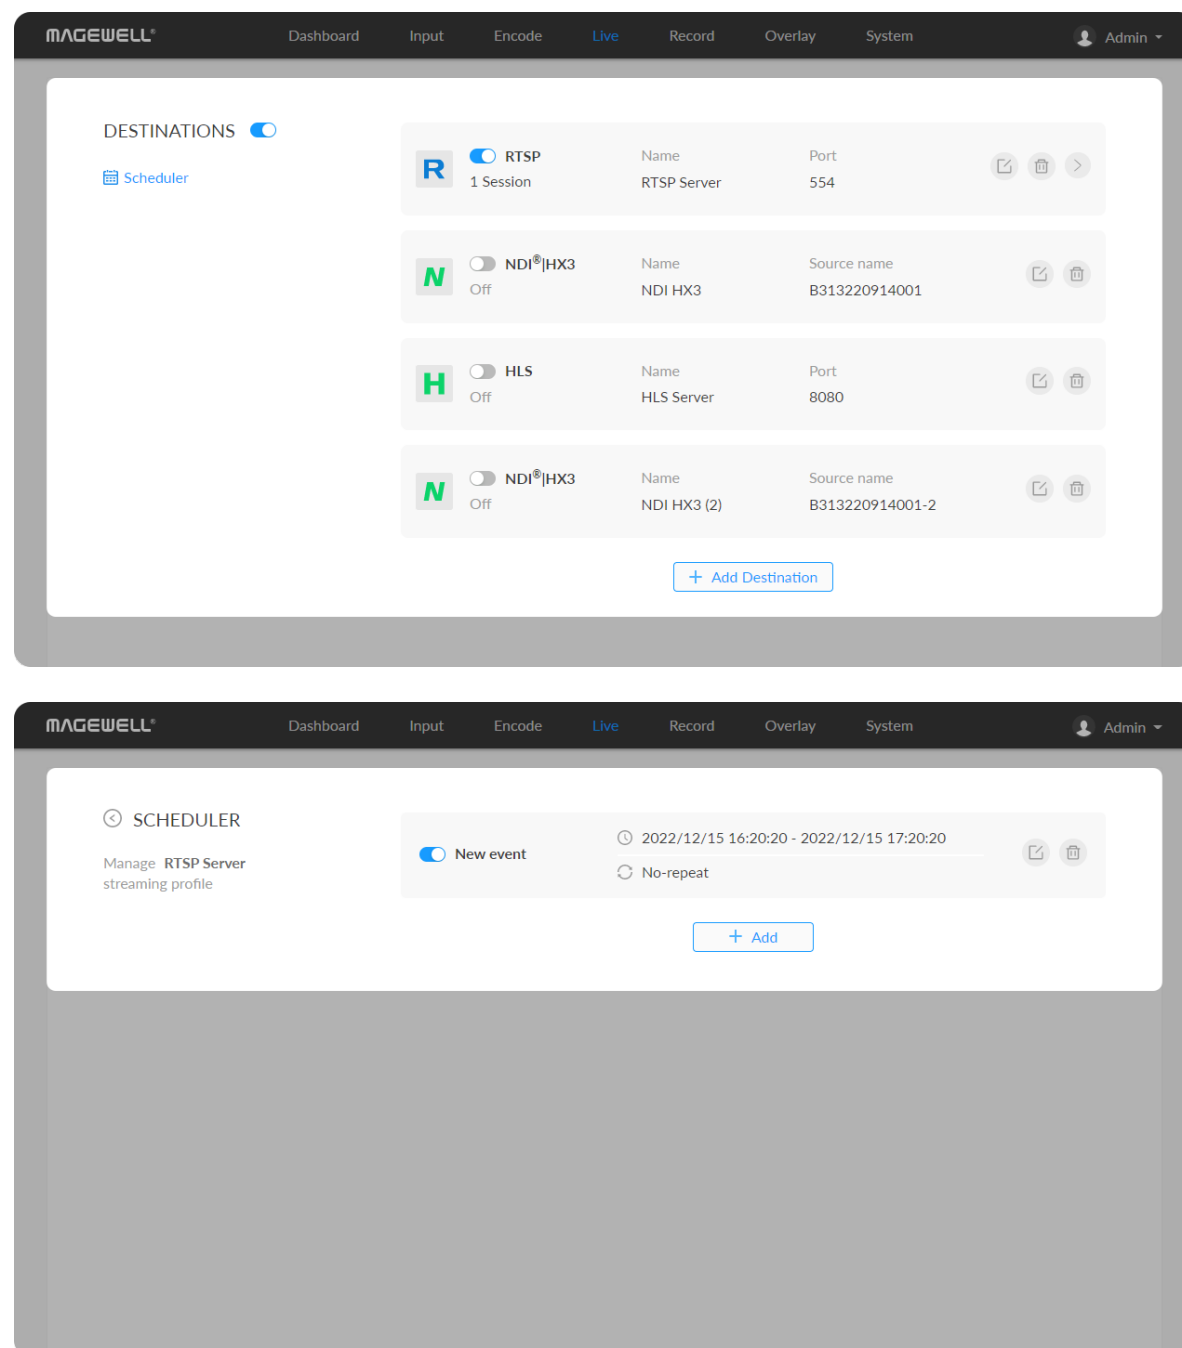 MAGEWELL®
Dashboard Input Encode Live Record Overlay System Admin
DESTINATIONS
Scheduler
R RTSP Name Port
1 Session RTSP Server 554
N NDI®|HX3 Name Source name
Off NDI HX3 B313220914001
H HLS Name Port
Off HLS Server 8080
N NDI®|HX3 Name Source name
Off NDI HX3 (2) B313220914001-2
+ Add Destination
MAGEWELL®
Dashboard Input Encode Live Record Overlay System Admin
SCHEDULER
Manage RTSP Server
streaming profile
New event
2022/12/15 16:20:20 - 2022/12/15 17:20:20
No-repeat
+ Add